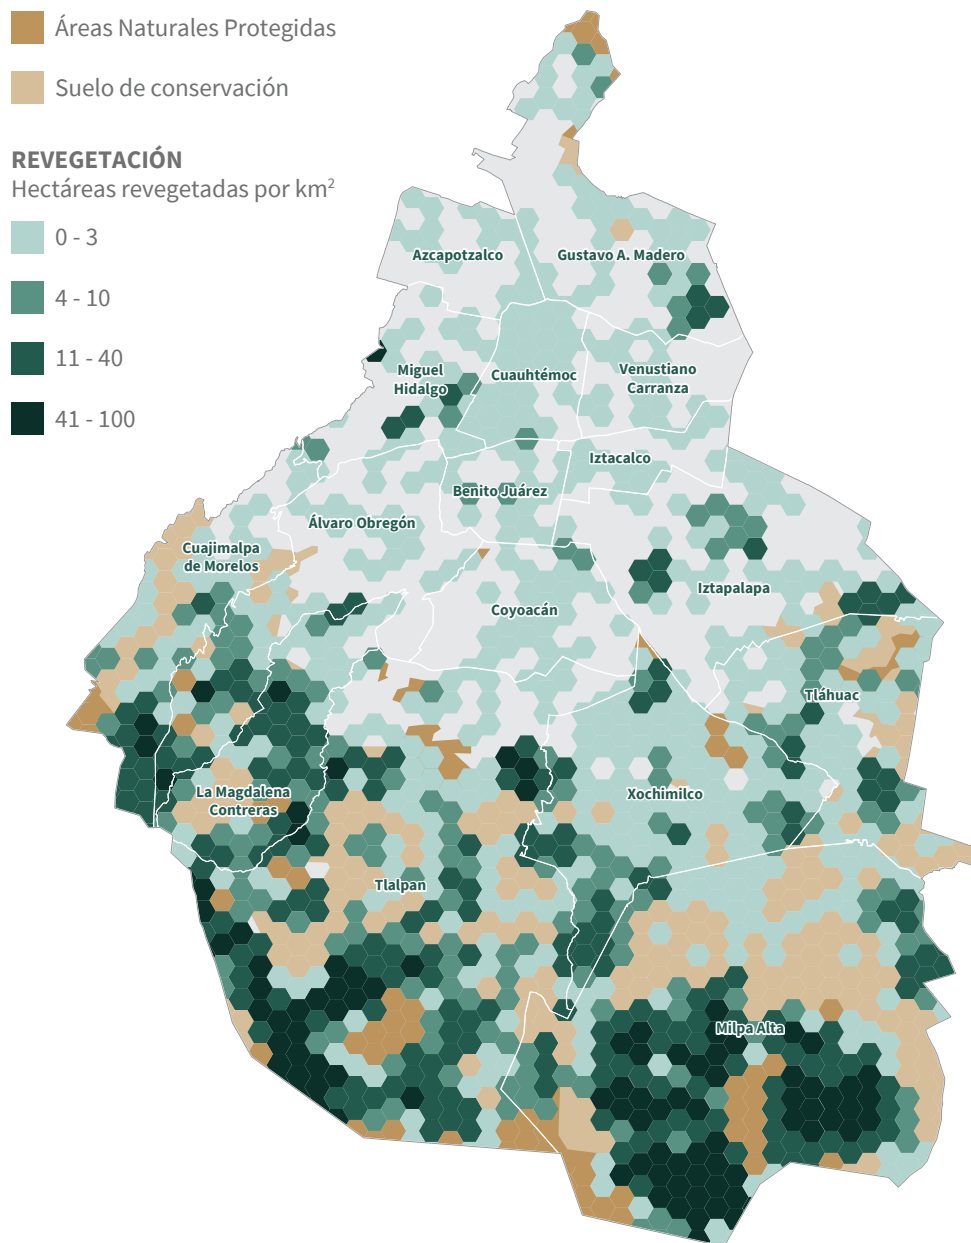 Áreas Naturales Protegidas
Suelo de conservación
REVEGETACIÓN
Hectáreas revegetadas por km²
0 - 3
4 - 10
11 - 40
41 - 100
Azcapotzalco
Gustavo A. Madero
Miguel
Hidalgo
Cuauhtémoc
Venustiano
Carranza
Iztacalco
Benito Juárez
Álvaro Obregón
Cuajimalpa
de Morelos
Iztapalapa
Coyoacán
Tláhuac
La Magdalena
Contreras
Xochimilco
Tlalpan
Milpa Alta